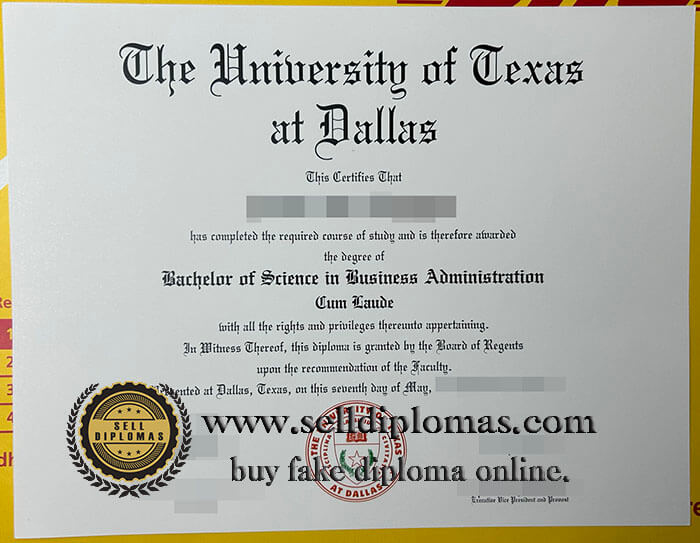 The University of Texas
at Dallas
This Certifies That
has completed the required course of study and is therefore awarded
the degree of
Bachelor of Science in Business Administration
Cum Laude
with all the rights and privileges thereunto appertaining.
In Witness Thereof, this diploma is granted by the Board of Regents
upon the recommendation of the Faculty.
at Dallas, Texas, on this seventh day of May,
SELL
DIPLOMAS
www.selldiplomas.com
buy fake diploma online.
THE UNIVERSITY OF TEXAS
AT DALLAS
Executive Vice President and Provost